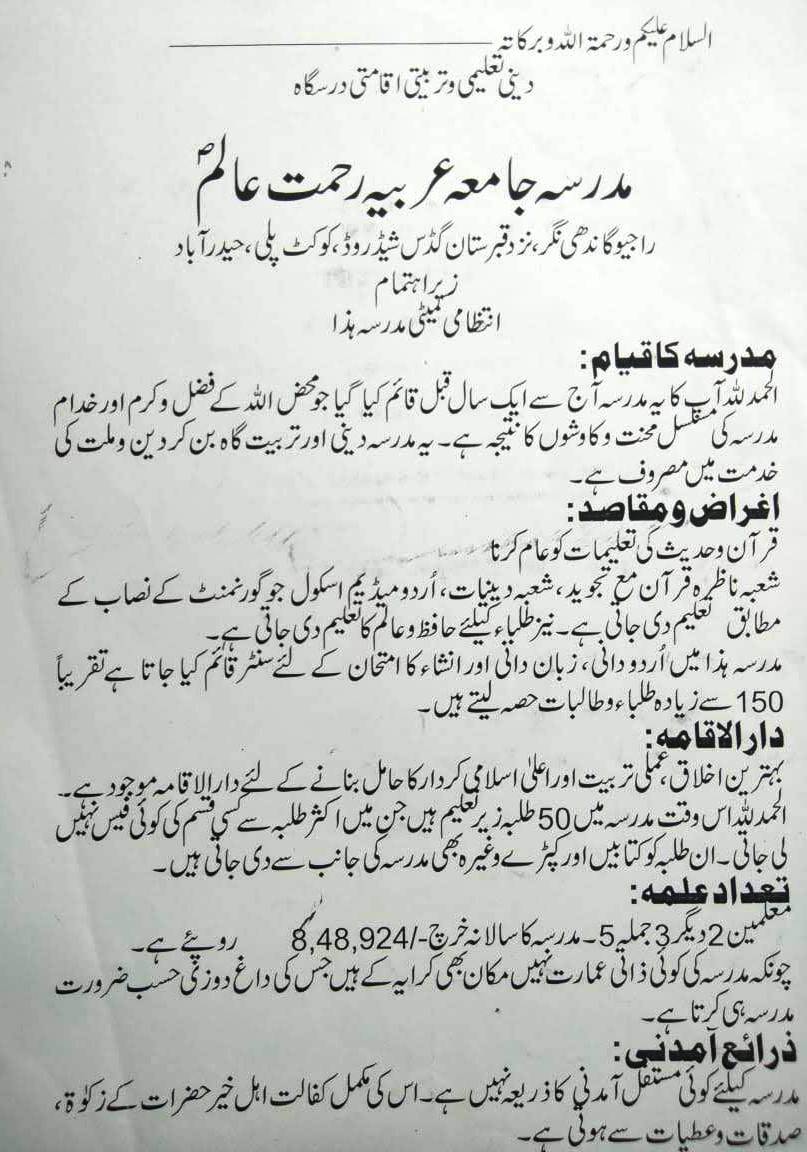 السلام علیکم ورحمۃ اللہ وبرکاتہ
دینی تعلیمی وتربیتی اقامتی درسگاہ
مدرسہ جامعہ عربیہ رحمت عالمؐ
راجیو گاندھی نگر، نزد قبرستان گڈس شیڈ روڈ، کوکٹ پلی، حیدرآباد
زیر اہتمام
انتظامی کمیٹی مدرسہ ہذا
مدرسہ کا قیام:
الحمدللہ آپ کا یہ مدرسہ آج سے ایک سال قبل قائم کیا گیا جو محض اللہ کے فضل و کرم اور خدام
مدرسہ کی مسلسل محنت و کاوشوں کا نتیجہ ہے۔ یہ مدرسہ دینی اور تربیت گاہ بن کر دین وملت کی
خدمت میں مصروف ہے۔
اغراض و مقاصد:
قرآن وحدیث کی تعلیمات کو عام کرنا
شعبہ ناظرہ قرآن مع تجوید، شعبہ دینیات، اُردو میڈیم اسکول جو گورنمنٹ کے نصاب کے
مطابق تعلیم دی جاتی ہے۔ نیز طلباء کیلئے حافظ و عالم کا تعلیم دی جاتی ہے۔
مدرسہ ہذا میں اُردو دانی، زبان دانی اور انشاء کا امتحان کے لئے سنٹر قائم کیا جاتا ہے تقریباً
150 سے زیادہ طلباء و طالبات حصہ لیتے ہیں۔
دارالاقامہ:
بہترین اخلاق، عملی تربیت اور اعلیٰ اسلامی کردار کا حامل بنانے کے لئے دارالاقامہ موجود ہے۔
الحمدللہ اس وقت مدرسہ میں 50 طلبہ زیر تعلیم ہیں جن میں اکثر طلبہ سے کسی قسم کی کوئی فیس نہیں
لی جاتی۔ ان طلبہ کو کتابیں اور کپڑے وغیرہ بھی مدرسہ کی جانب سے دی جاتی ہیں۔
تعداد علمہ:
معلمین 2 دیگر 3 جملہ 5۔ مدرسہ کا سالانہ خرچ -/8,48,924 روپئے ہے۔
چونکہ مدرسہ کی کوئی ذاتی عمارت نہیں مکان بھی کرایہ کے ہیں جس کی داغ دوزی حسب ضرورت
مدرسہ ہی کرتا ہے۔
ذرائع آمدنی:
مدرسہ کیلئے کوئی مستقل آمدنی کا ذریعہ نہیں ہے۔ اس کی مکمل کفالت اہل خیر حضرات کے زکوٰۃ،
صدقات و عطیات سے ہوتی ہے۔